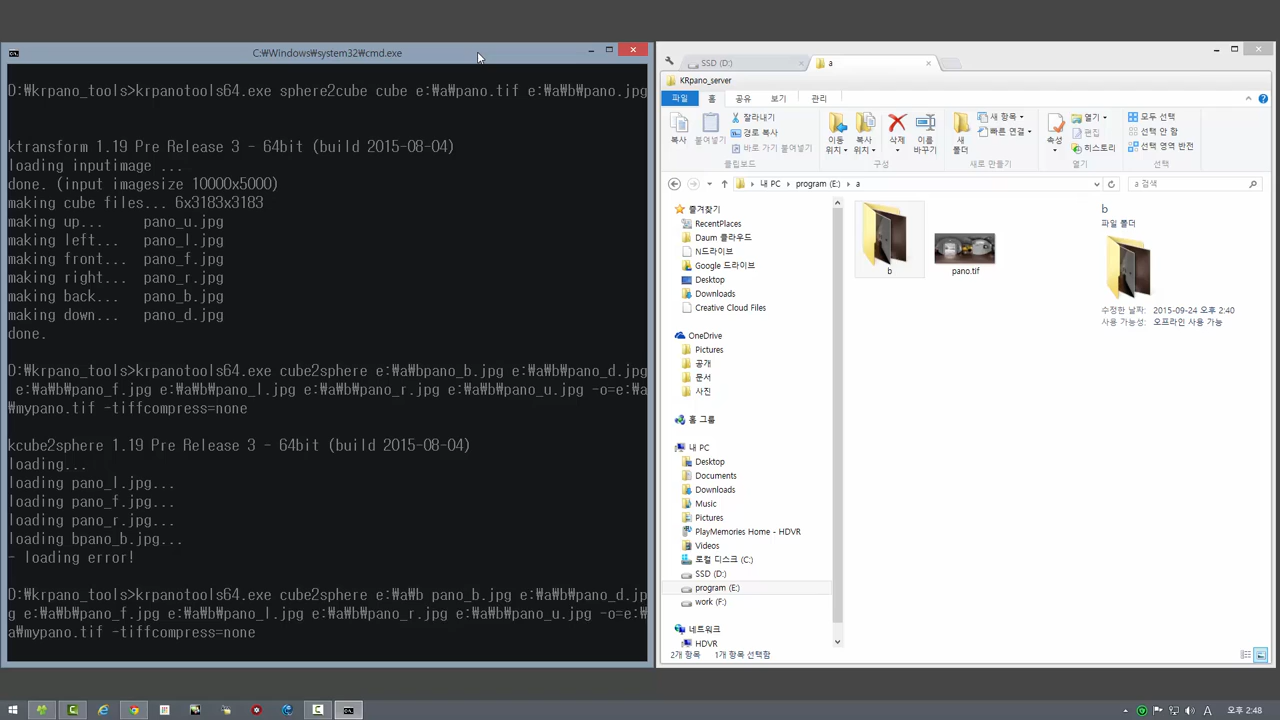 C:₩Windows₩system32₩cmd.exe
D:₩krpano_tools>krpanotools64.exe sphere2cube cube e:₩a₩pano.tif e:₩a₩b₩pano.jpg
ktransform 1.19 Pre Release 3 - 64bit (build 2015-08-04)
loading inputimage ...
done. (input imagesize 10000x5000)
making cube files... 6x3183x3183
making up... pano_u.jpg
making left... pano_l.jpg
making front... pano_f.jpg
making right... pano_r.jpg
making back... pano_b.jpg
making down... pano_d.jpg
done.
D:₩krpano_tools>krpanotools64.exe cube2sphere e:₩a₩bpano_b.jpg e:₩a₩b₩pano_d.jpg
e:₩a₩b₩pano_f.jpg e:₩a₩b₩pano_l.jpg e:₩a₩b₩pano_r.jpg e:₩a₩b₩pano_u.jpg -o=e:₩a
₩mypano.tif -tiffcompress=none
kcube2sphere 1.19 Pre Release 3 - 64bit (build 2015-08-04)
loading...
loading pano_l.jpg...
loading pano_f.jpg...
loading pano_r.jpg...
loading bpano_b.jpg...
- loading error!
D:₩krpano_tools>krpanotools64.exe cube2sphere e:₩a₩b pano_b.jpg e:₩a₩b₩pano_d.jp
g e:₩a₩b₩pano_f.jpg e:₩a₩b₩pano_l.jpg e:₩a₩b₩pano_r.jpg e:₩a₩b₩pano_u.jpg -o=e:₩
a₩mypano.tif -tiffcompress=none
SSD (D:)
a
KRpano_server
파일
홈
공유
보기
관리
복사
붙여넣기
잘라내기
경로 복사
바로 가기 붙여넣기
클립보드
이동 위치
복사 위치
삭제
이름 바꾸기
구성
새 폴더
새 항목
빠른 연결
새로 만들기
속성
열기
편집
히스토리
열기
모두 선택
선택 안 함
선택 영역 반전
선택
내 PC
program (E:)
a
a 검색
즐겨찾기
RecentPlaces
Daum 클라우드
N드라이브
Google 드라이브
Desktop
Downloads
Creative Cloud Files
OneDrive
Pictures
공개
문서
사진
홈 그룹
내 PC
Desktop
Documents
Downloads
Music
Pictures
PlayMemories Home - HDVR
Videos
로컬 디스크 (C:)
SSD (D:)
program (E:)
work (F:)
네트워크
HDVR
b
pano.tif
b
파일 폴더
수정한 날짜: 2015-09-24 오후 2:40
사용 가능성: 오프라인 사용 가능
2개 항목 1개 항목 선택함
A
오후 2:48